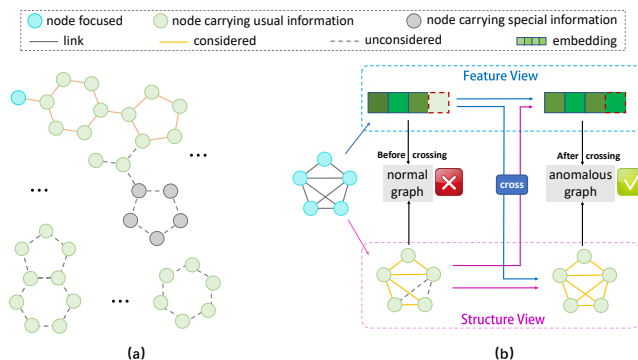 node focused node carrying usual information node carrying special information
link considered unconsidered embedding
Feature View
Before crossing After crossing
normal graph cross anomalous graph
Structure View
...
...
...
(a) (b)